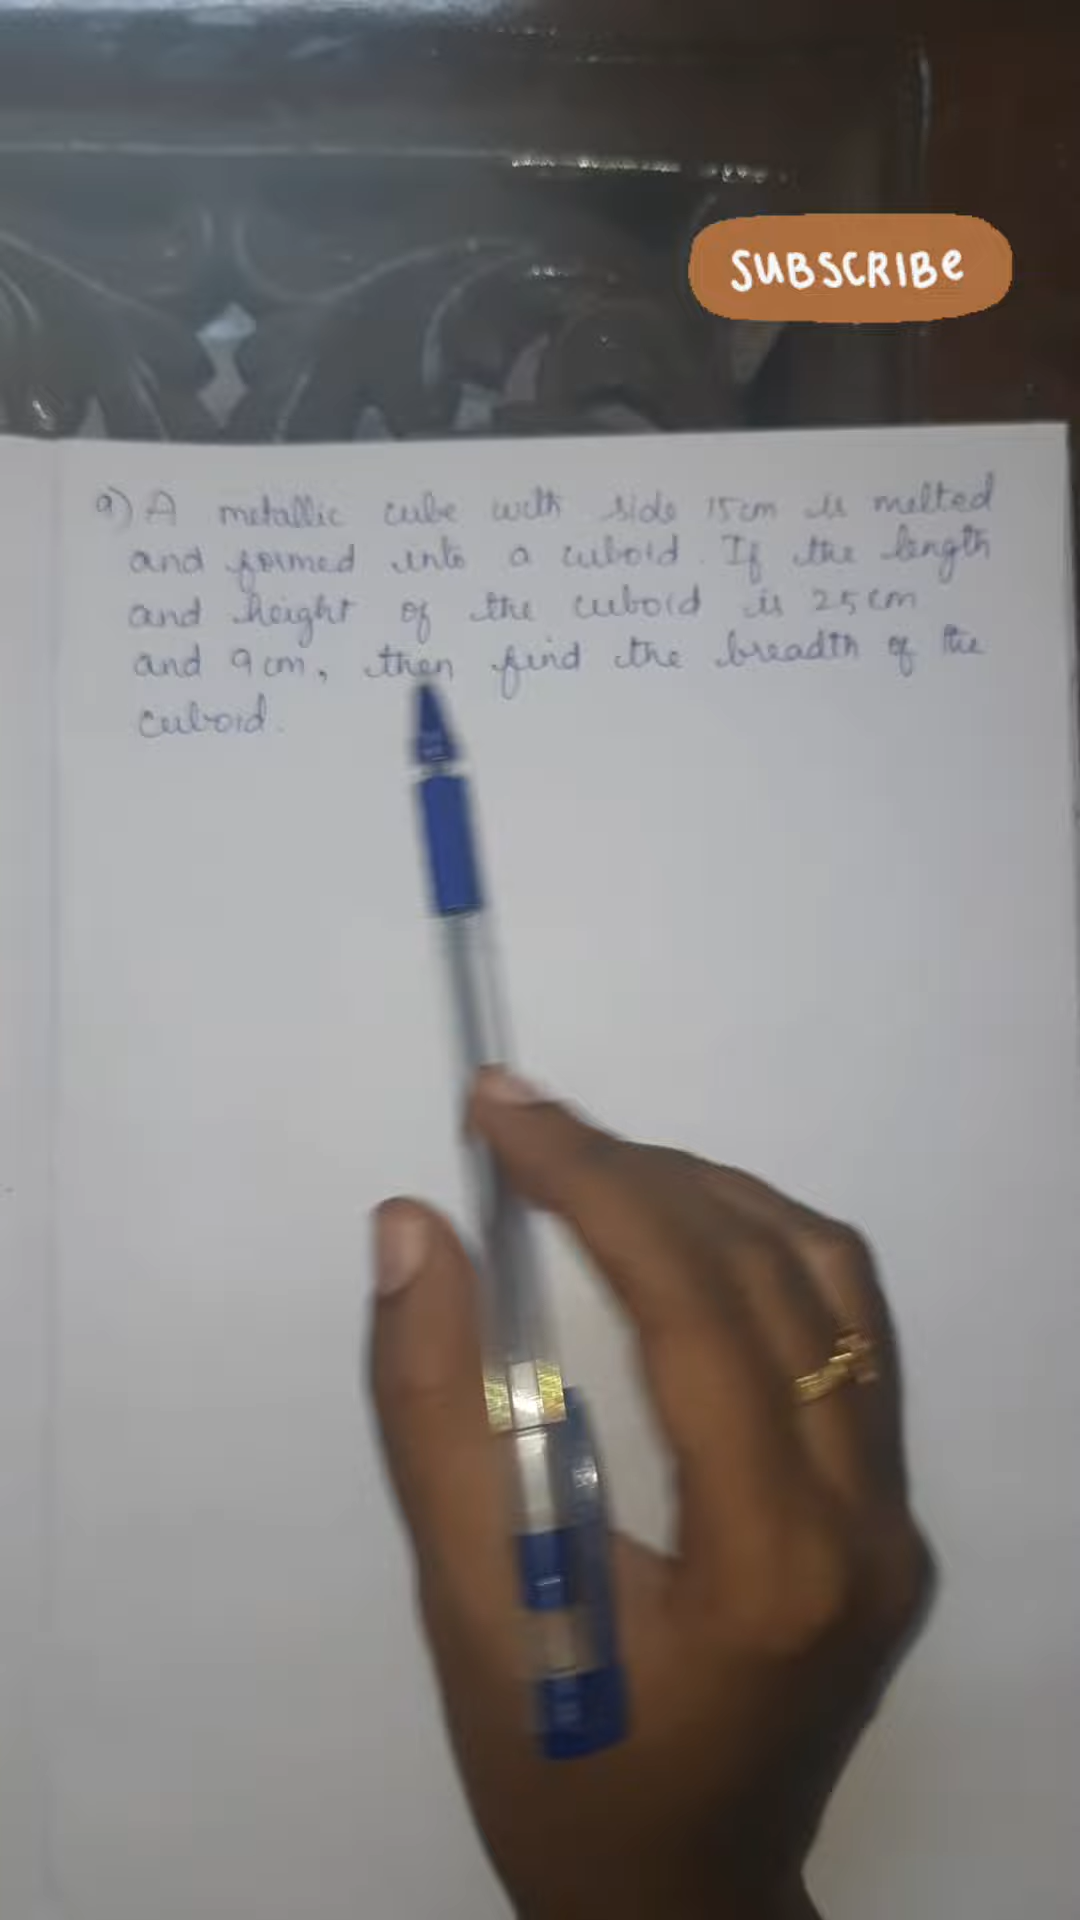 SUBSCRIBe
9) A metallic cube with side 15cm is melted
and formed into a cuboid. If the length
and height of the cuboid is 25cm
and 9cm, then find the breadth of the
cuboid.